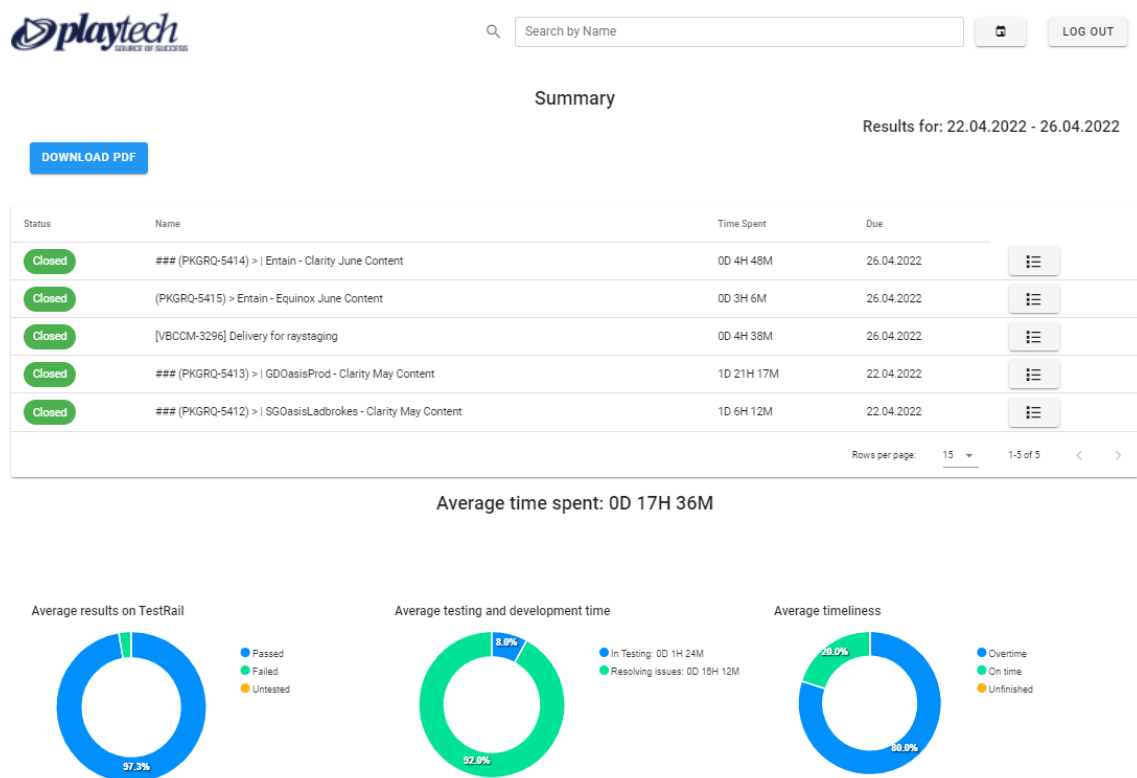 playtech
SOURCE OF SUCCESS
Search by Name
LOG OUT
Summary
Results for: 22.04.2022 - 26.04.2022
DOWNLOAD PDF
Status Name Time Spent Due
Closed ### (PKGRQ-5414) > | Entain - Clarity June Content 0D 4H 48M 26.04.2022
Closed (PKGRQ-5415) > Entain - Equinox June Content 0D 3H 6M 26.04.2022
Closed [VBCCM-3296] Delivery for raystaging 0D 4H 38M 26.04.2022
Closed ### (PKGRQ-5413) > | GDOasisProd - Clarity May Content 1D 21H 17M 22.04.2022
Closed ### (PKGRQ-5412) > | SGOasisLadbrokes - Clarity May Content 1D 6H 12M 22.04.2022
Rows per page: 15 1-5 of 5
Average time spent: 0D 17H 36M
Average results on TestRail
Passed
Failed
Untested
97.3%
Average testing and development time
8.0%
In Testing: 0D 1H 24M
Resolving issues: 0D 16H 12M
92.0%
Average timeliness
20.0%
Overtime
On time
Unfinished
80.0%